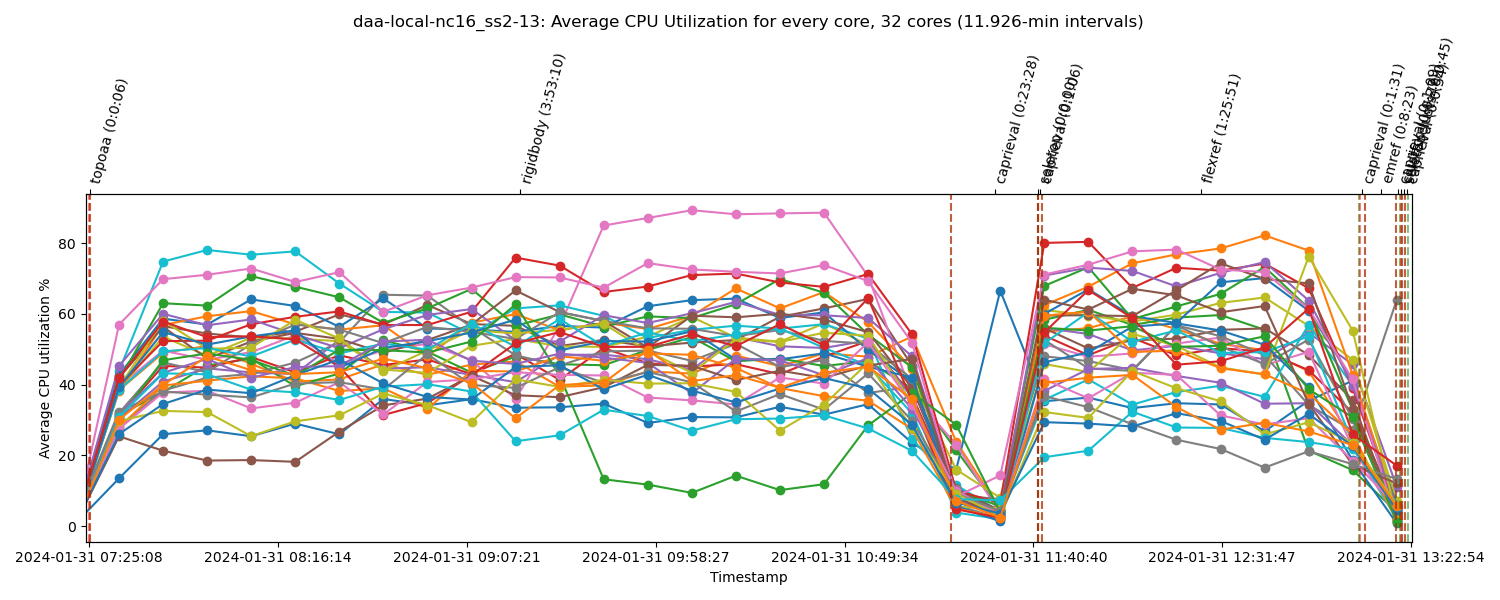 daa-local-nc16_ss2-13: Average CPU Utilization for every core, 32 cores (11.926-min intervals)
topoaa (0:0:06)
rigidbody (3:53:10)
caprieval (0:23:28)
flexref (1:25:51)
caprieval (0:1:31)
emref (0:8:23)
Average CPU utilization %
80
60
40
20
0
2024-01-31 07:25:08
2024-01-31 08:16:14
2024-01-31 09:07:21
2024-01-31 09:58:27
2024-01-31 10:49:34
2024-01-31 11:40:40
2024-01-31 12:31:47
2024-01-31 13:22:54
Timestamp